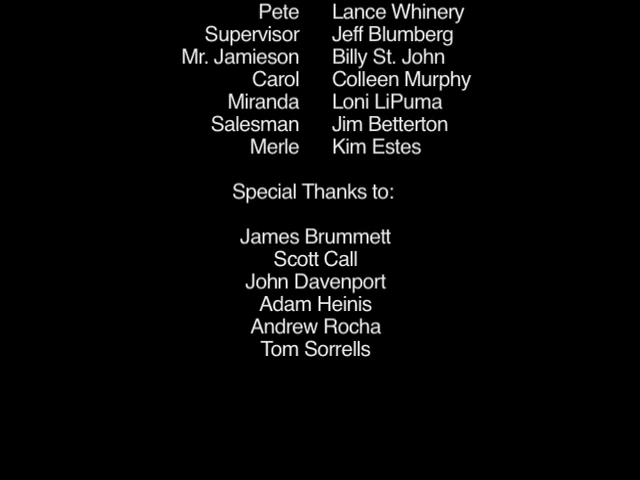 Pete Lance Whinery
Supervisor Jeff Blumberg
Mr. Jamieson Billy St. John
Carol Colleen Murphy
Miranda Loni LiPuma
Salesman Jim Betterton
Merle Kim Estes
Special Thanks to:
James Brummett
Scott Call
John Davenport
Adam Heinis
Andrew Rocha
Tom Sorrells